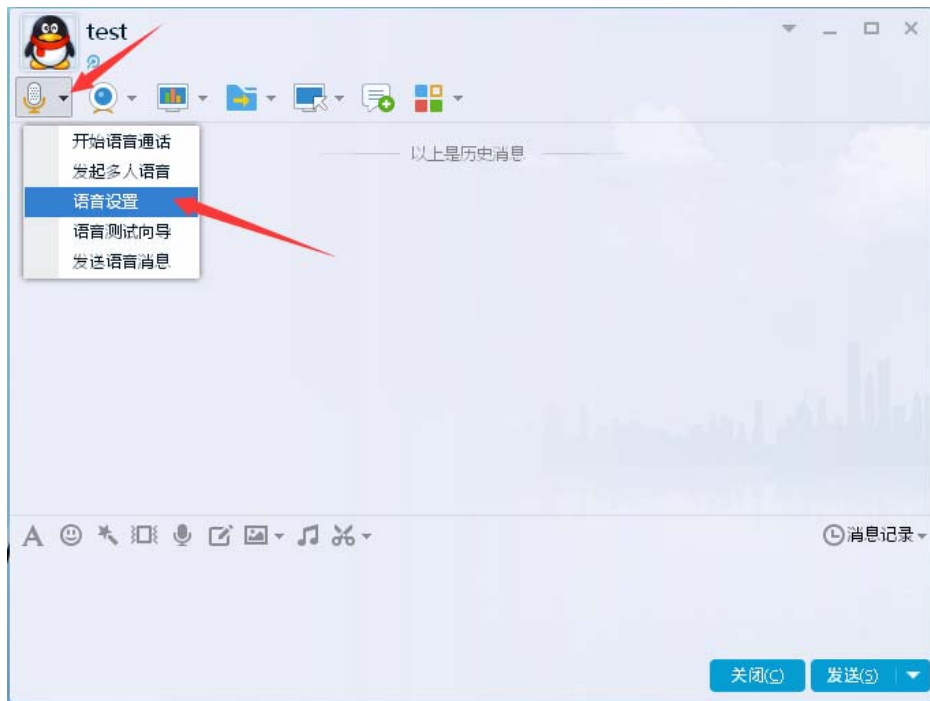 test
开始语音通话
发起多人语音
语音设置
语音测试向导
发送语音消息
以上是历史消息
A
消息记录
关闭(C) 发送(S)